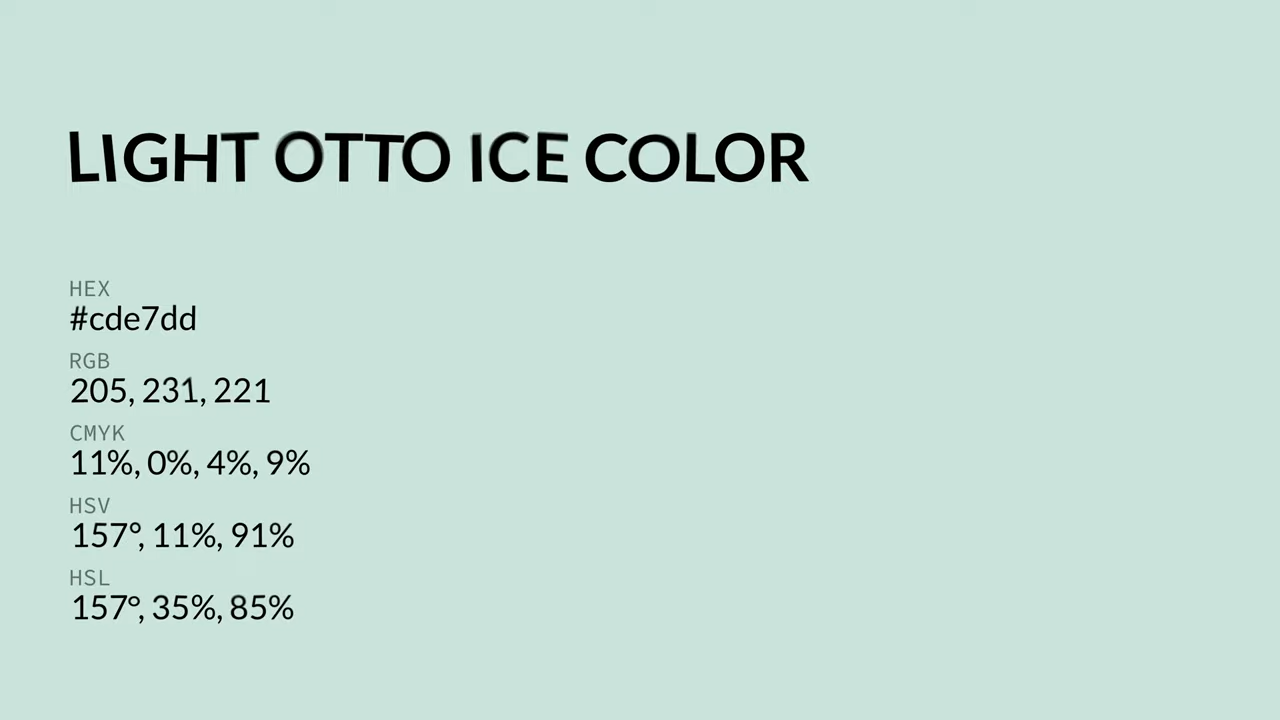 LIGHT OTTO ICE COLOR
HEX
#cde7dd
RGB
205, 231, 221
CMYK
11%, 0%, 4%, 9%
HSV
157°, 11%, 91%
HSL
157°, 35%, 85%